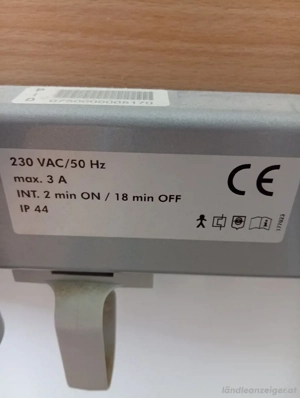 230 VAC/50 Hz
max. 3 A
INT. 2 min ON / 18 min OFF
IP 44
CE
ländleanzeiger.at